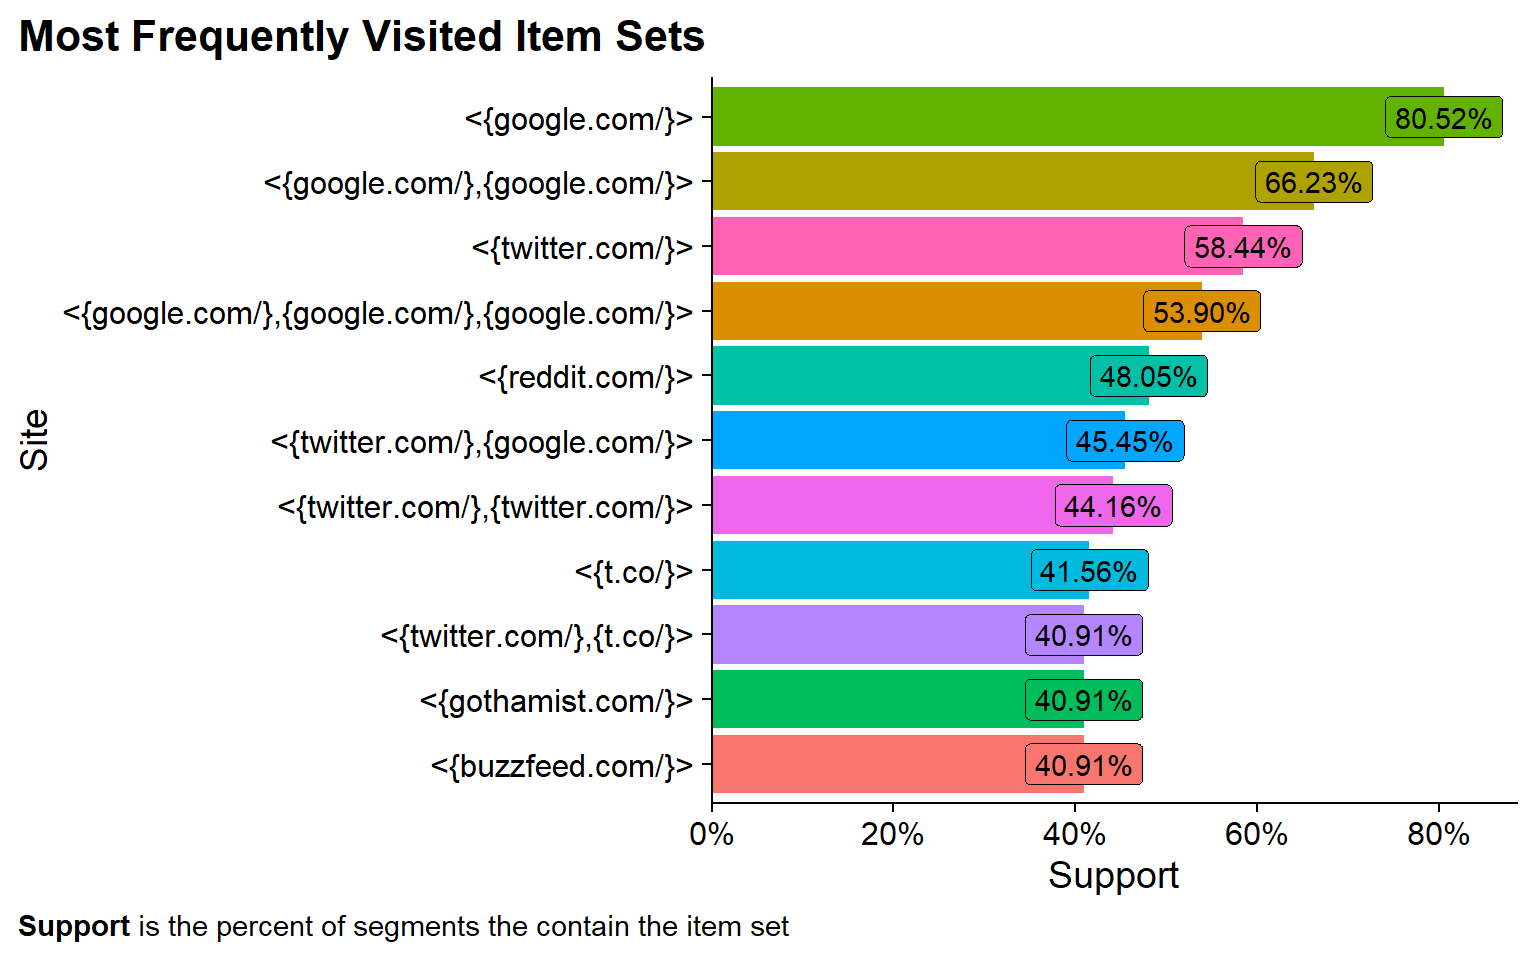 Most Frequently Visited Item Sets
<{google.com/}> 80.52%
<{google.com/},{google.com/}> 66.23%
<{twitter.com/}> 58.44%
<{google.com/},{google.com/},{google.com/}> 53.90%
<{reddit.com/}> 48.05%
<{twitter.com/},{google.com/}> 45.45%
<{twitter.com/},{twitter.com/}> 44.16%
<{t.co/}> 41.56%
<{twitter.com/},{t.co/}> 40.91%
<{gothamist.com/}> 40.91%
<{buzzfeed.com/}> 40.91%
Site
0% 20% 40% 60% 80%
Support
Support is the percent of segments the contain the item set